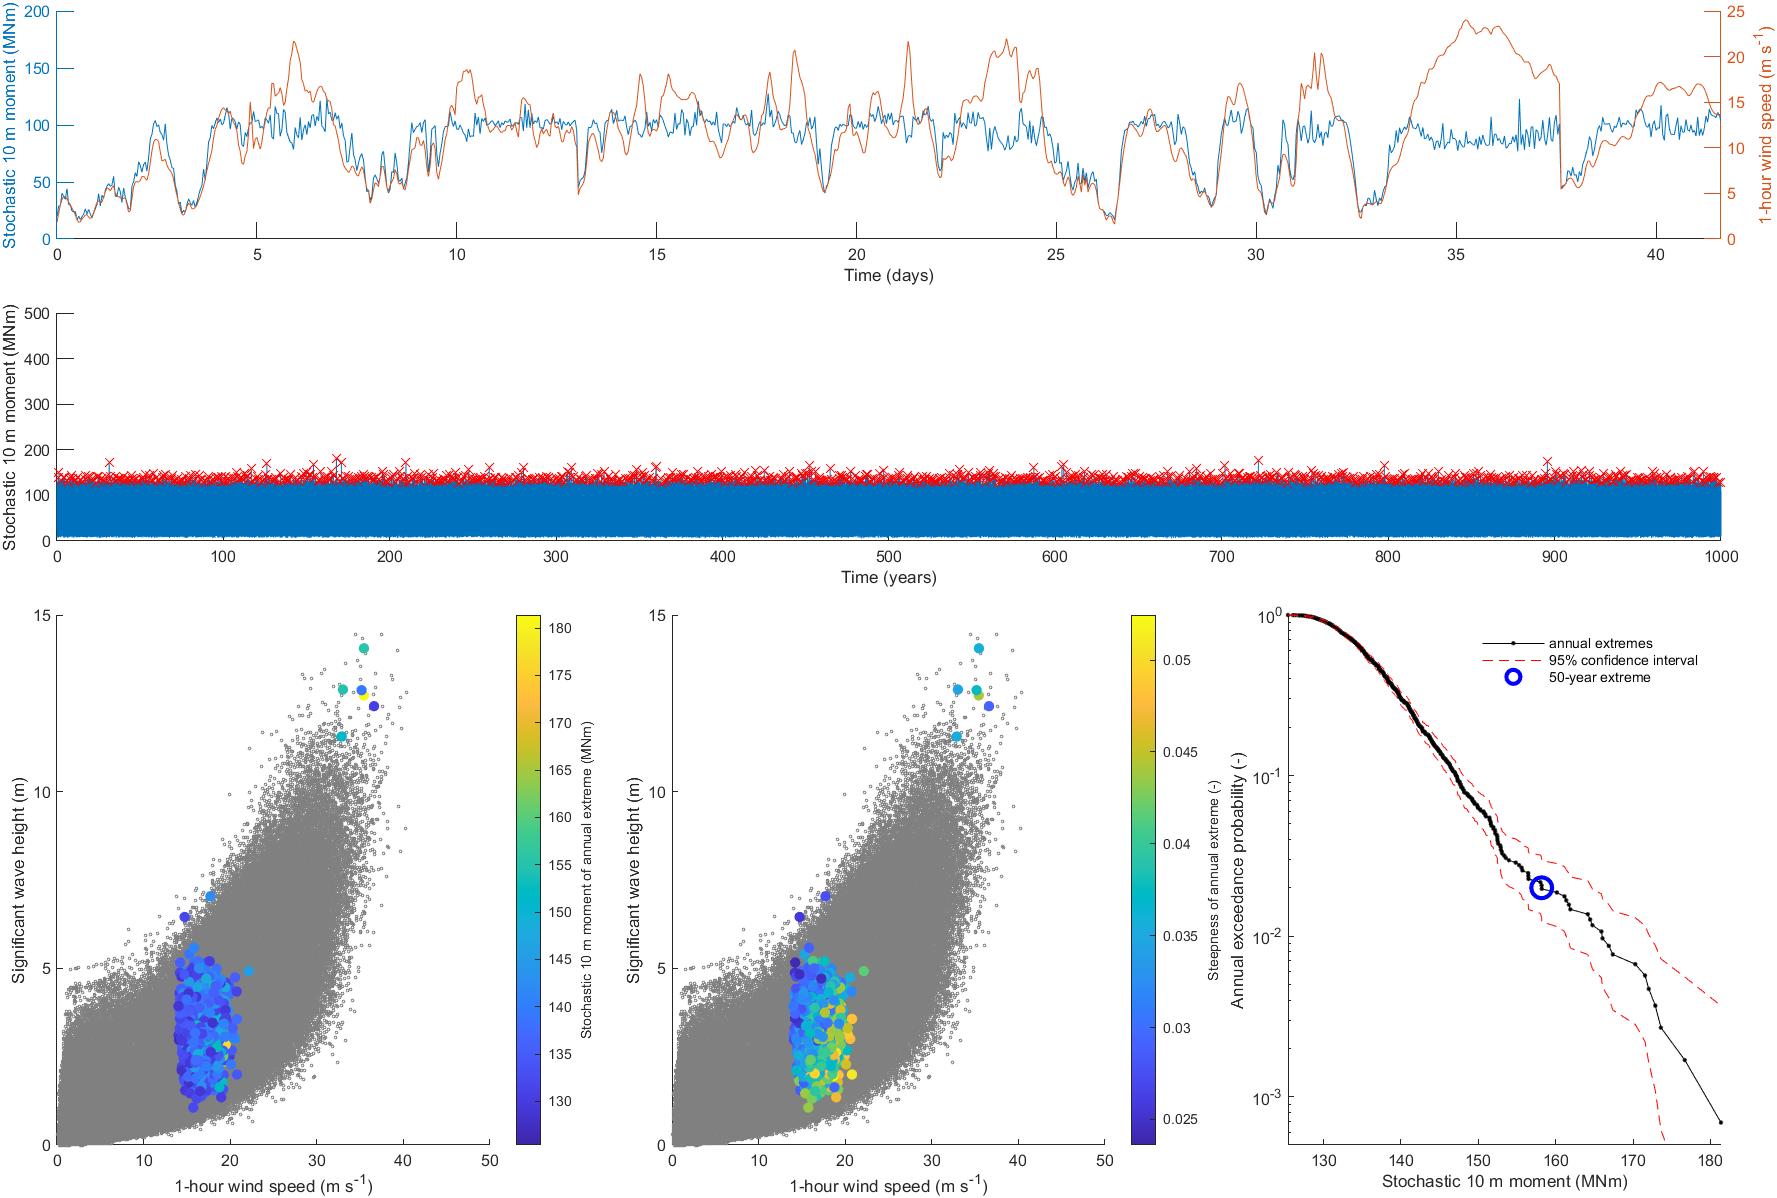 Stochastic 10 m moment (MNm)
200
150
100
50
0
25
20
15
10
5
0
1-hour wind speed (m s-1)
0 5 10 15 20 25 30 35 40
Time (days)
Stochastic 10 m moment (MNm)
500
400
300
200
100
0
0 100 200 300 400 500 600 700 800 900 1000
Time (years)
Significant wave height (m)
15
10
5
0
0 10 20 30 40 50
1-hour wind speed (m s-1)
180
175
170
165
160
155
150
145
140
135
130
Stochastic 10 m moment of annual extreme (MNm)
Significant wave height (m)
15
10
5
0
0 10 20 30 40 50
1-hour wind speed (m s-1)
0.05
0.045
0.04
0.035
0.03
0.025
Steepness of annual extreme (-)
Annual exceedance probability (-)
100
10-1
10-2
10-3
annual extremes
95% confidence interval
50-year extreme
130 140 150 160 170 180
Stochastic 10 m moment (MNm)